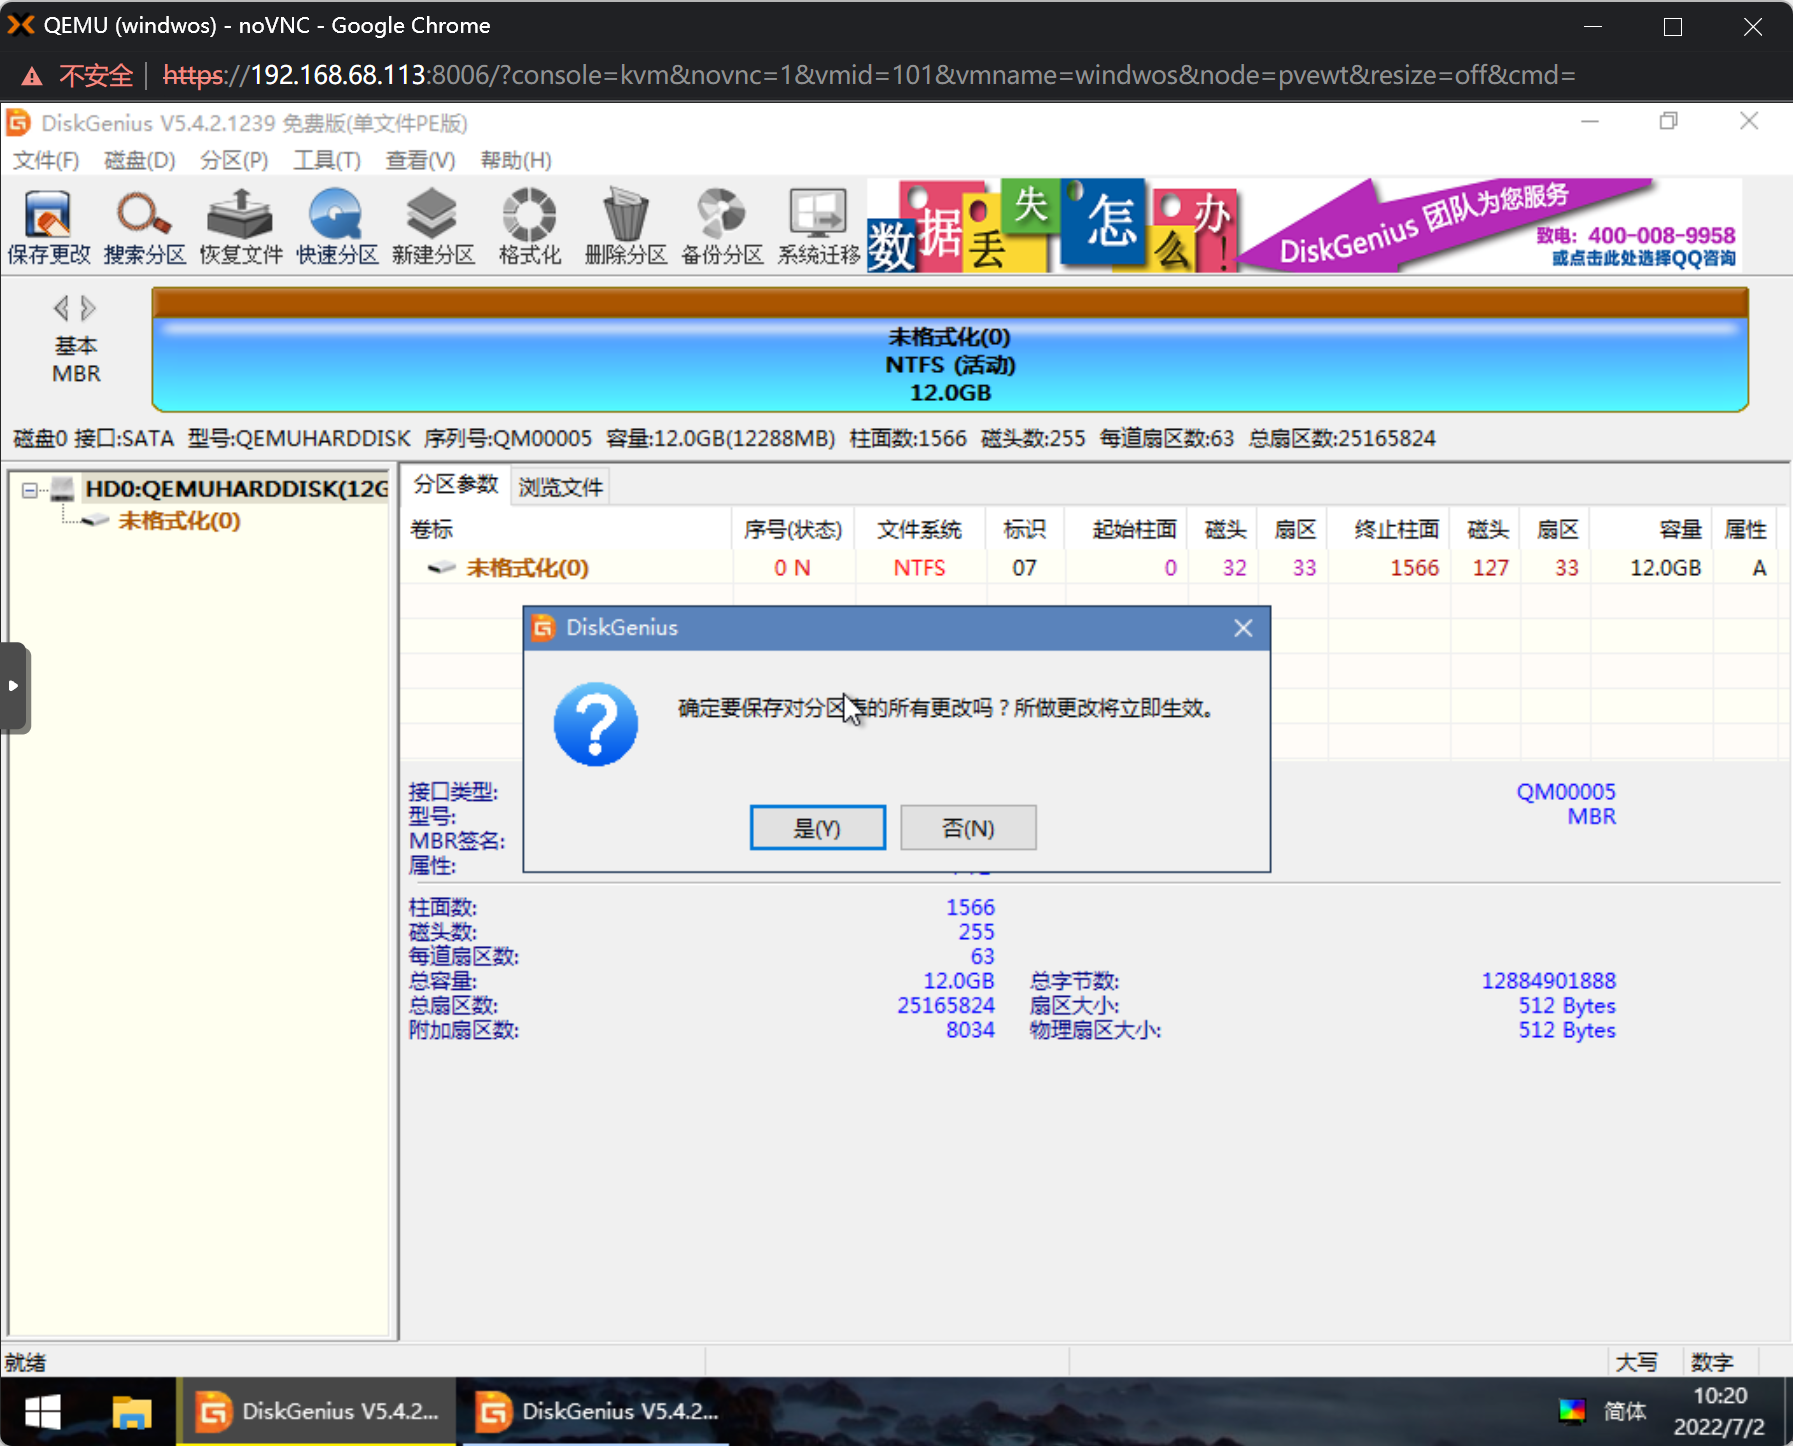 QEMU (windwos) - noVNC - Google Chrome
不安全 https://192.168.68.113:8006/?console=kvm&novnc=1&vmid=101&vmname=windwos&node=pvewt&resize=off&cmd=
DiskGenius V5.4.2.1239 免费版(单文件PE版)
文件(F) 磁盘(D) 分区(P) 工具(T) 查看(V) 帮助(H)
保存更改 搜索分区 恢复文件 快速分区 新建分区 格式化 删除分区 备份分区 系统迁移
数据丢失怎么办!
DiskGenius 团队为您服务
致电: 400-008-9958
或点击此处选择QQ咨询
基本
MBR
未格式化(0)
NTFS (活动)
12.0GB
磁盘0 接口:SATA 型号:QEMUHARDDISK 序列号:QM00005 容量:12.0GB(12288MB) 柱面数:1566 磁头数:255 每道扇区数:63 总扇区数:25165824
HD0:QEMUHARDDISK(12G
未格式化(0)
分区参数 浏览文件
卷标 序号(状态) 文件系统 标识 起始柱面 磁头 扇区 终止柱面 磁头 扇区 容量 属性
未格式化(0) 0 N NTFS 07 0 32 33 1566 127 33 12.0GB A
DiskGenius
确定要保存对分区表的所有更改吗？所做更改将立即生效。
是(Y) 否(N)
接口类型: QM00005
型号: MBR
MBR签名:
属性:
柱面数: 1566
磁头数: 255
每道扇区数: 63
总容量: 12.0GB 总字节数: 12884901888
总扇区数: 25165824 扇区大小: 512 Bytes
附加扇区数: 8034 物理扇区大小: 512 Bytes
就绪 大写 数字
DiskGenius V5.4.2... DiskGenius V5.4.2... 简体 10:20
2022/7/2